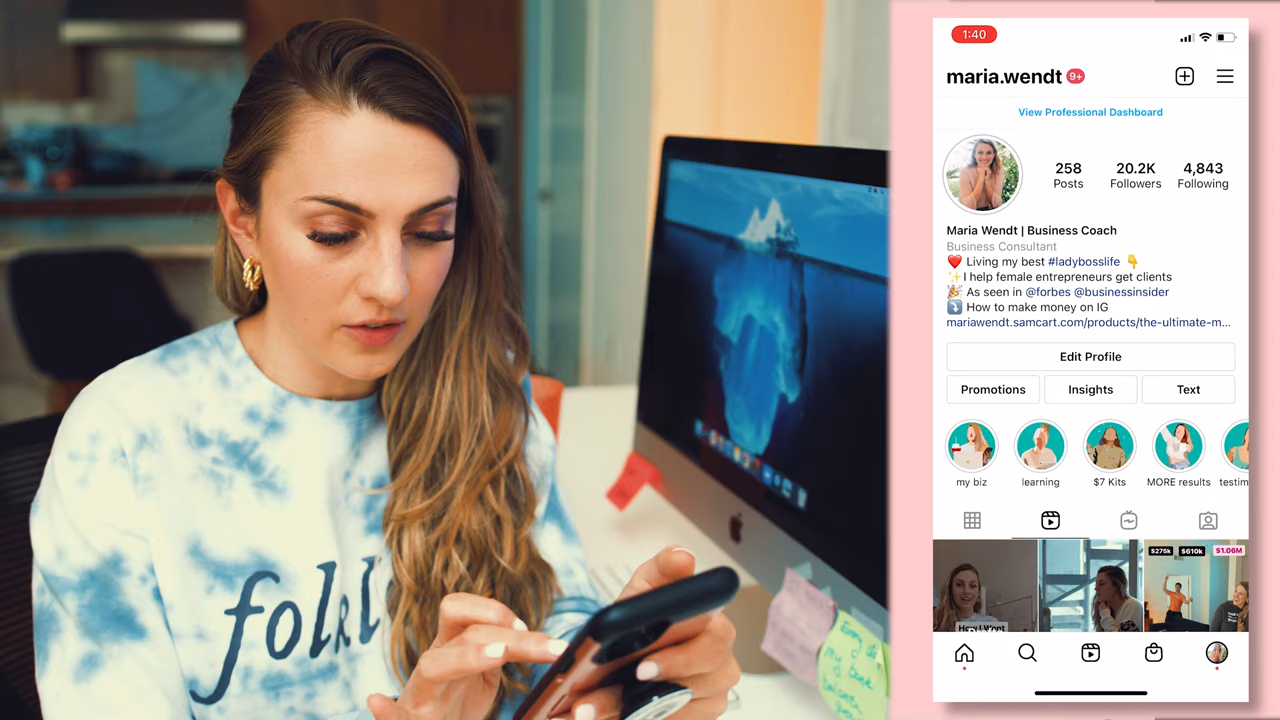 folkl
1:40
maria.wendt 9+
View Professional Dashboard
258 20.2K 4,843
Posts Followers Following
Maria Wendt | Business Coach
Business Consultant
❤️ Living my best #ladybosslife 👇
✨I help female entrepreneurs get clients
🎉 As seen in @forbes @businessinsider
⤵️ How to make money on IG
mariawendt.samcart.com/products/the-ultimate-m...
Edit Profile
Promotions Insights Text
my biz learning $7 Kits MORE results testim
$275k $610k $1.06M
How I Went